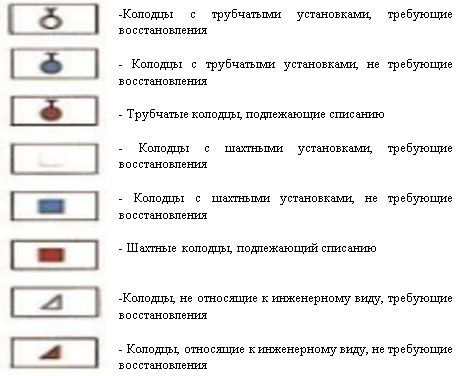 -Колодцы с трубчатыми установками, требующие
восстановления
- Колодцы с трубчатыми установками, не требующие
восстановления
- Трубчатые колодцы, подлежающие списанию
- Колодцы с шахтными установками, требующие
восстановления
- Колодцы с шахтными установками, не требующие
восстановления
- Шахтные колодцы, подлежающий списанию
-Колодцы, не относящие к инженерному виду, требующие
восстановления
- Колодцы, относящие к инженерному виду, не требующие
восстановления